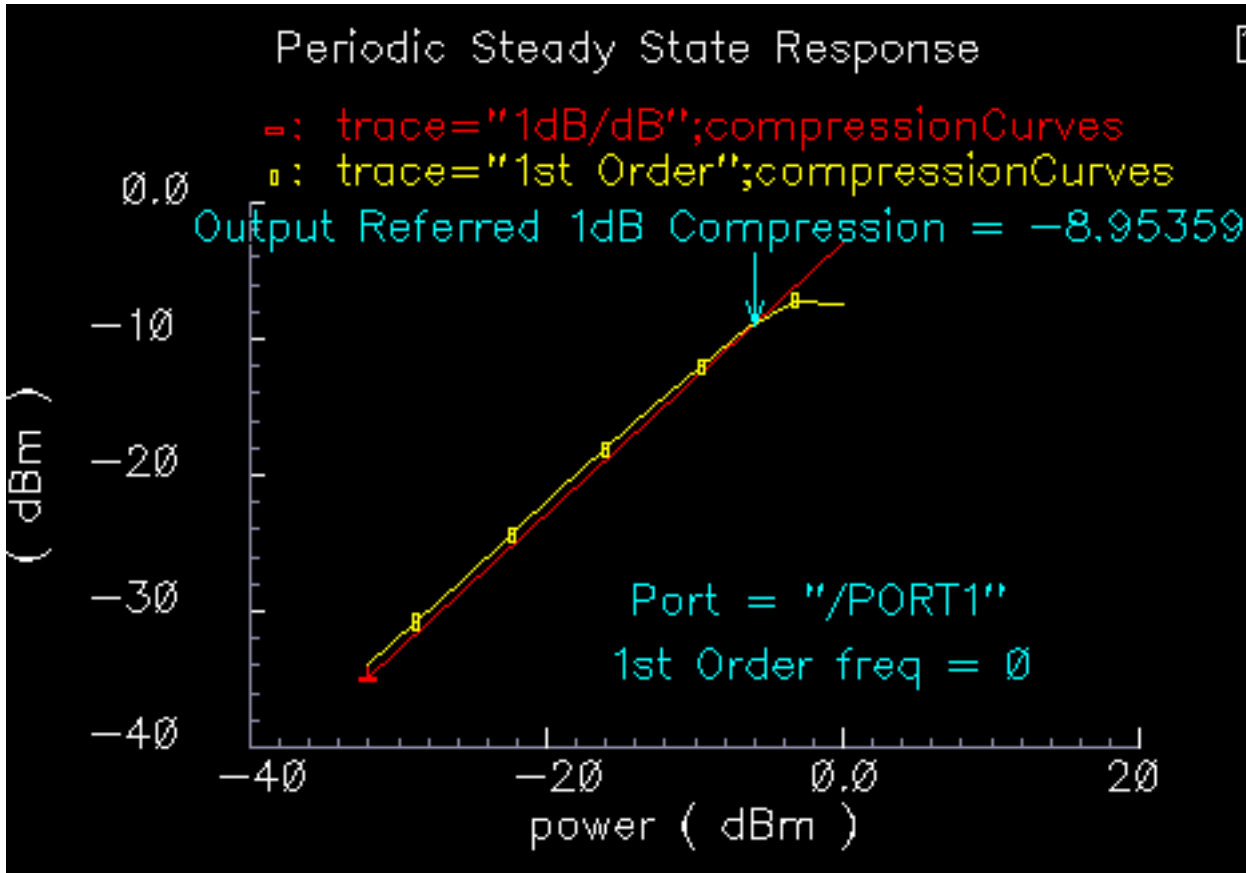 Periodic Steady State Response
-: trace="1dB/dB";compressionCurves
▯: trace="1st Order";compressionCurves
0.0
Output Referred 1dB Compression = -8.95359
-10
( dBm )
-20
-30
Port = "/PORT1"
1st Order freq = 0
-40
-40 -20 0.0 20
power ( dBm )